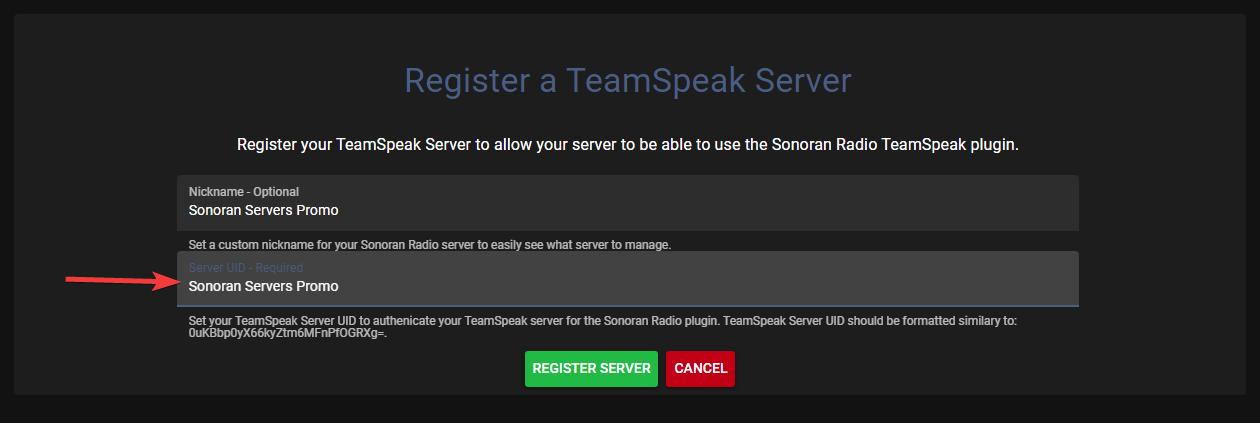 Register a TeamSpeak Server
Register your TeamSpeak Server to allow your server to be able to use the Sonoran Radio TeamSpeak plugin.
Nickname - Optional
Sonoran Servers Promo
Set a custom nickname for your Sonoran Radio server to easily see what server to manage.
Server UID - Required
Sonoran Servers Promo
Set your TeamSpeak Server UID to authenicate your TeamSpeak server for the Sonoran Radio plugin. TeamSpeak Server UID should be formatted similary to:
0uKBbp0yX66kyZtm6MFnPfOGRXg=.
REGISTER SERVER
CANCEL